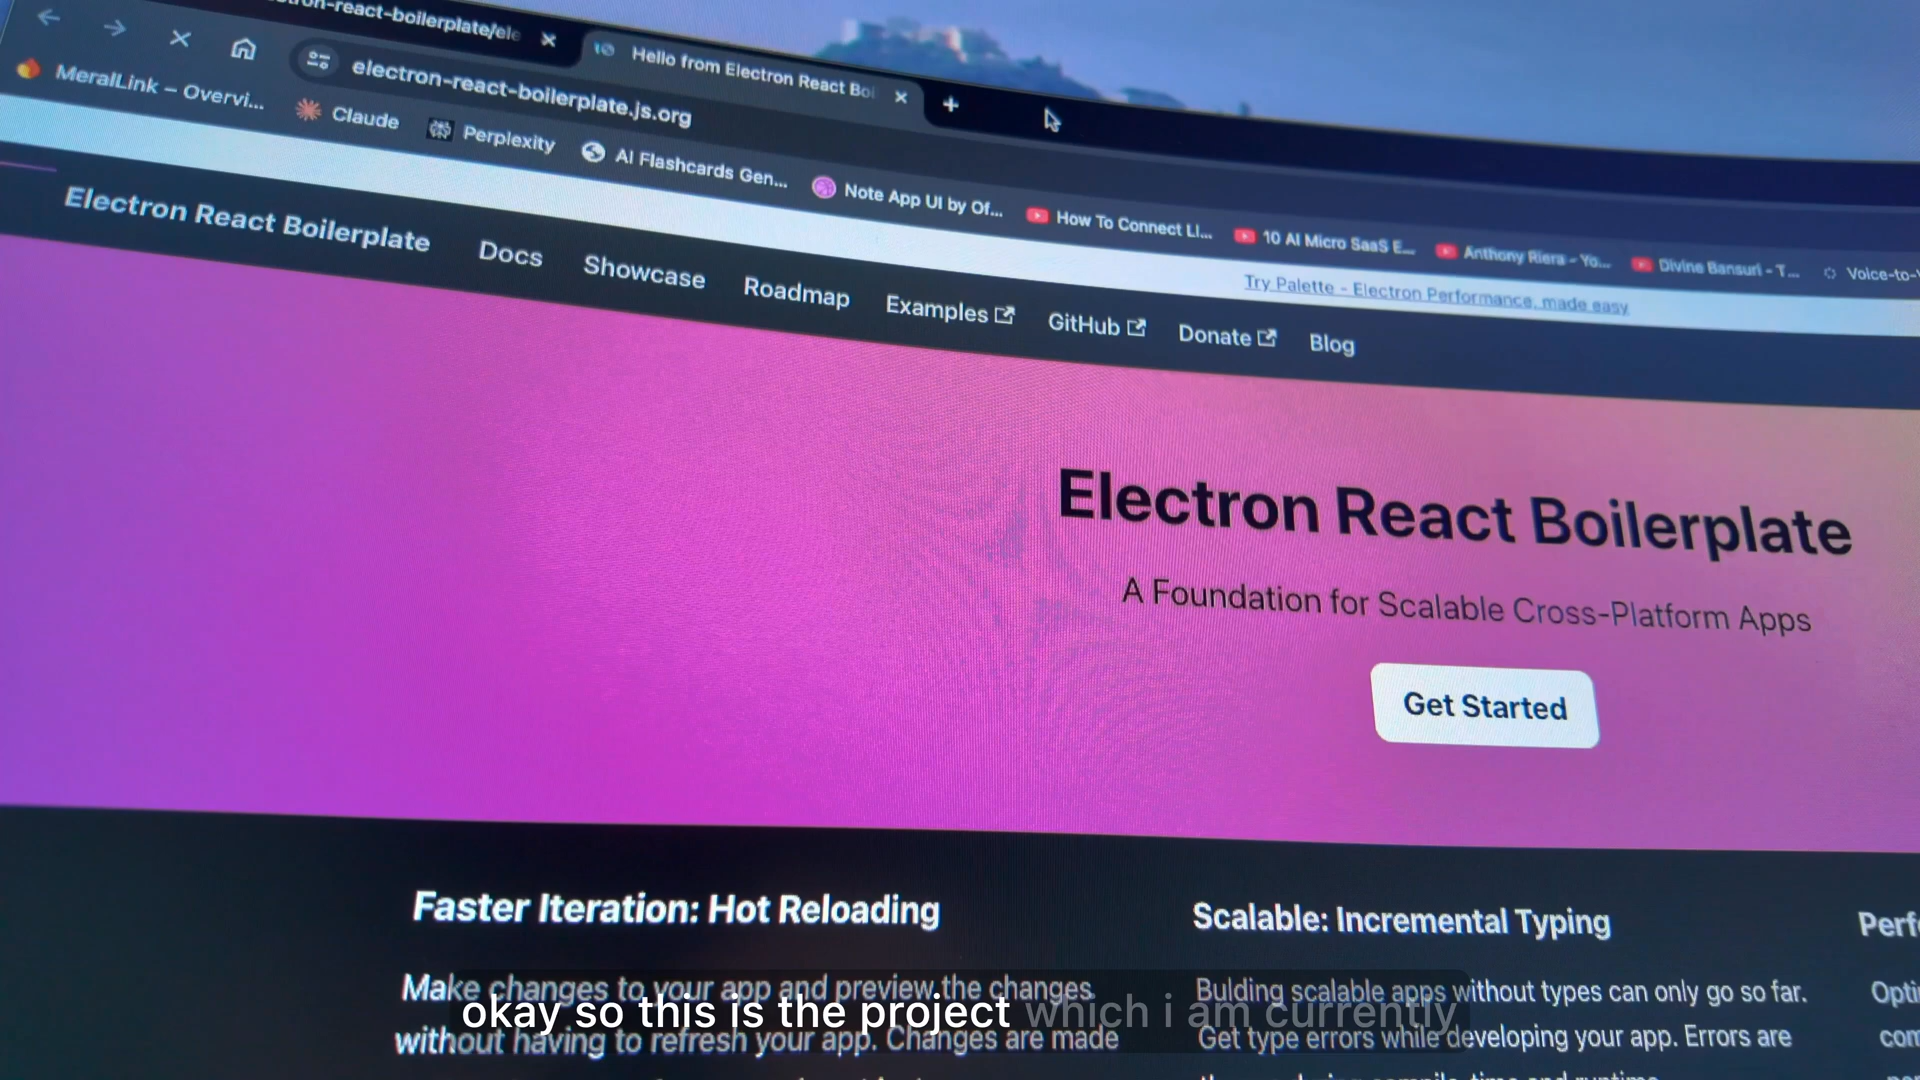 -react-boilerplate/ele
Hello from Electron React Boi
electron-react-boilerplate.js.org
MeralLink – Overvi...
Claude
Perplexity
AI Flashcards Gen...
Note App UI by Of...
How To Connect LI...
10 AI Micro SaaS E...
Anthony Riera - Yo...
Divine Bansuri - T...
Voice-to-
Try Palette - Electron Performance, made easy
Electron React Boilerplate
Docs
Showcase
Roadmap
Examples
GitHub
Donate
Blog
Electron React Boilerplate
A Foundation for Scalable Cross-Platform Apps
Get Started
Faster Iteration: Hot Reloading
Make changes to your app and preview the changes
without having to refresh your app. Changes are made
Scalable: Incremental Typing
Bulding scalable apps without types can only go so far.
Get type errors while developing your app. Errors are
Perf
Opti
com
okay so this is the project which i am currently